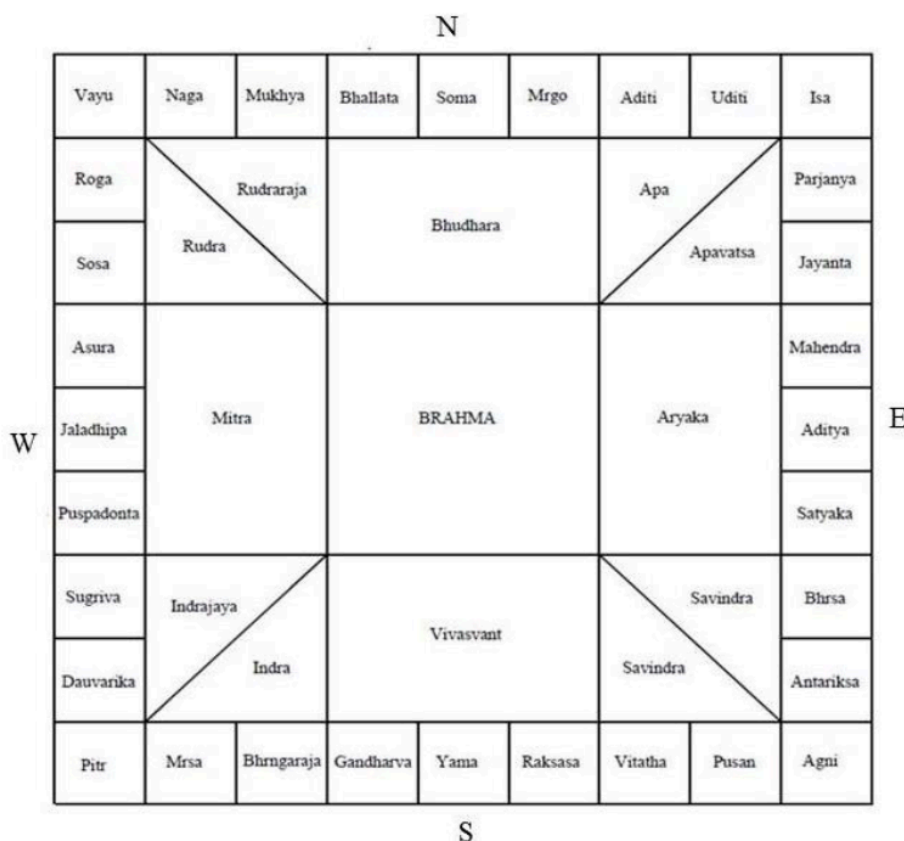 N
Vayu Naga Mukhya Bhallata Soma Mrgo Aditi Uditi Isa
Roga Rudraraja Apa Parjanya
Rudra Bhudhara Apavatsa
Sosa Jayanta
Asura Mahendra
W Jaladhipa Mitra BRAHMA Aryaka Aditya E
Puspadonta Satyaka
Sugriva Indrajaya Savindra Bhrsa
Vivasvant
Dauvarika Indra Savindra Antariksa
Pitr Mrsa Bhrngaraja Gandharva Yama Raksasa Vitatha Pusan Agni
S